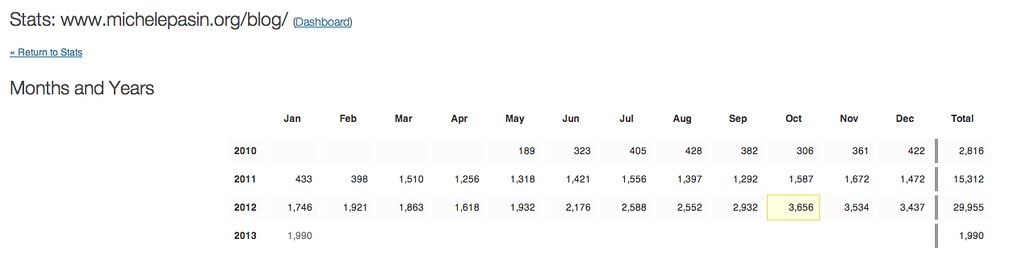 Stats: www.michelepasin.org/blog/ (Dashboard)
« Return to Stats
Months and Years
Jan Feb Mar Apr May Jun Jul Aug Sep Oct Nov Dec Total
2010 189 323 405 428 382 306 361 422 2,816
2011 433 398 1,510 1,256 1,318 1,421 1,556 1,397 1,292 1,587 1,672 1,472 15,312
2012 1,746 1,921 1,863 1,618 1,932 2,176 2,588 2,552 2,932 3,656 3,534 3,437 29,955
2013 1,990 1,990